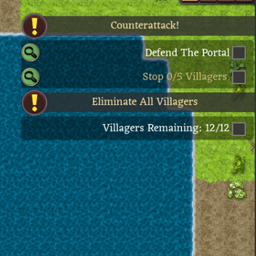 Counterattack!
Defend The Portal
Stop 0/5 Villagers
Eliminate All Villagers
Villagers Remaining: 12/12